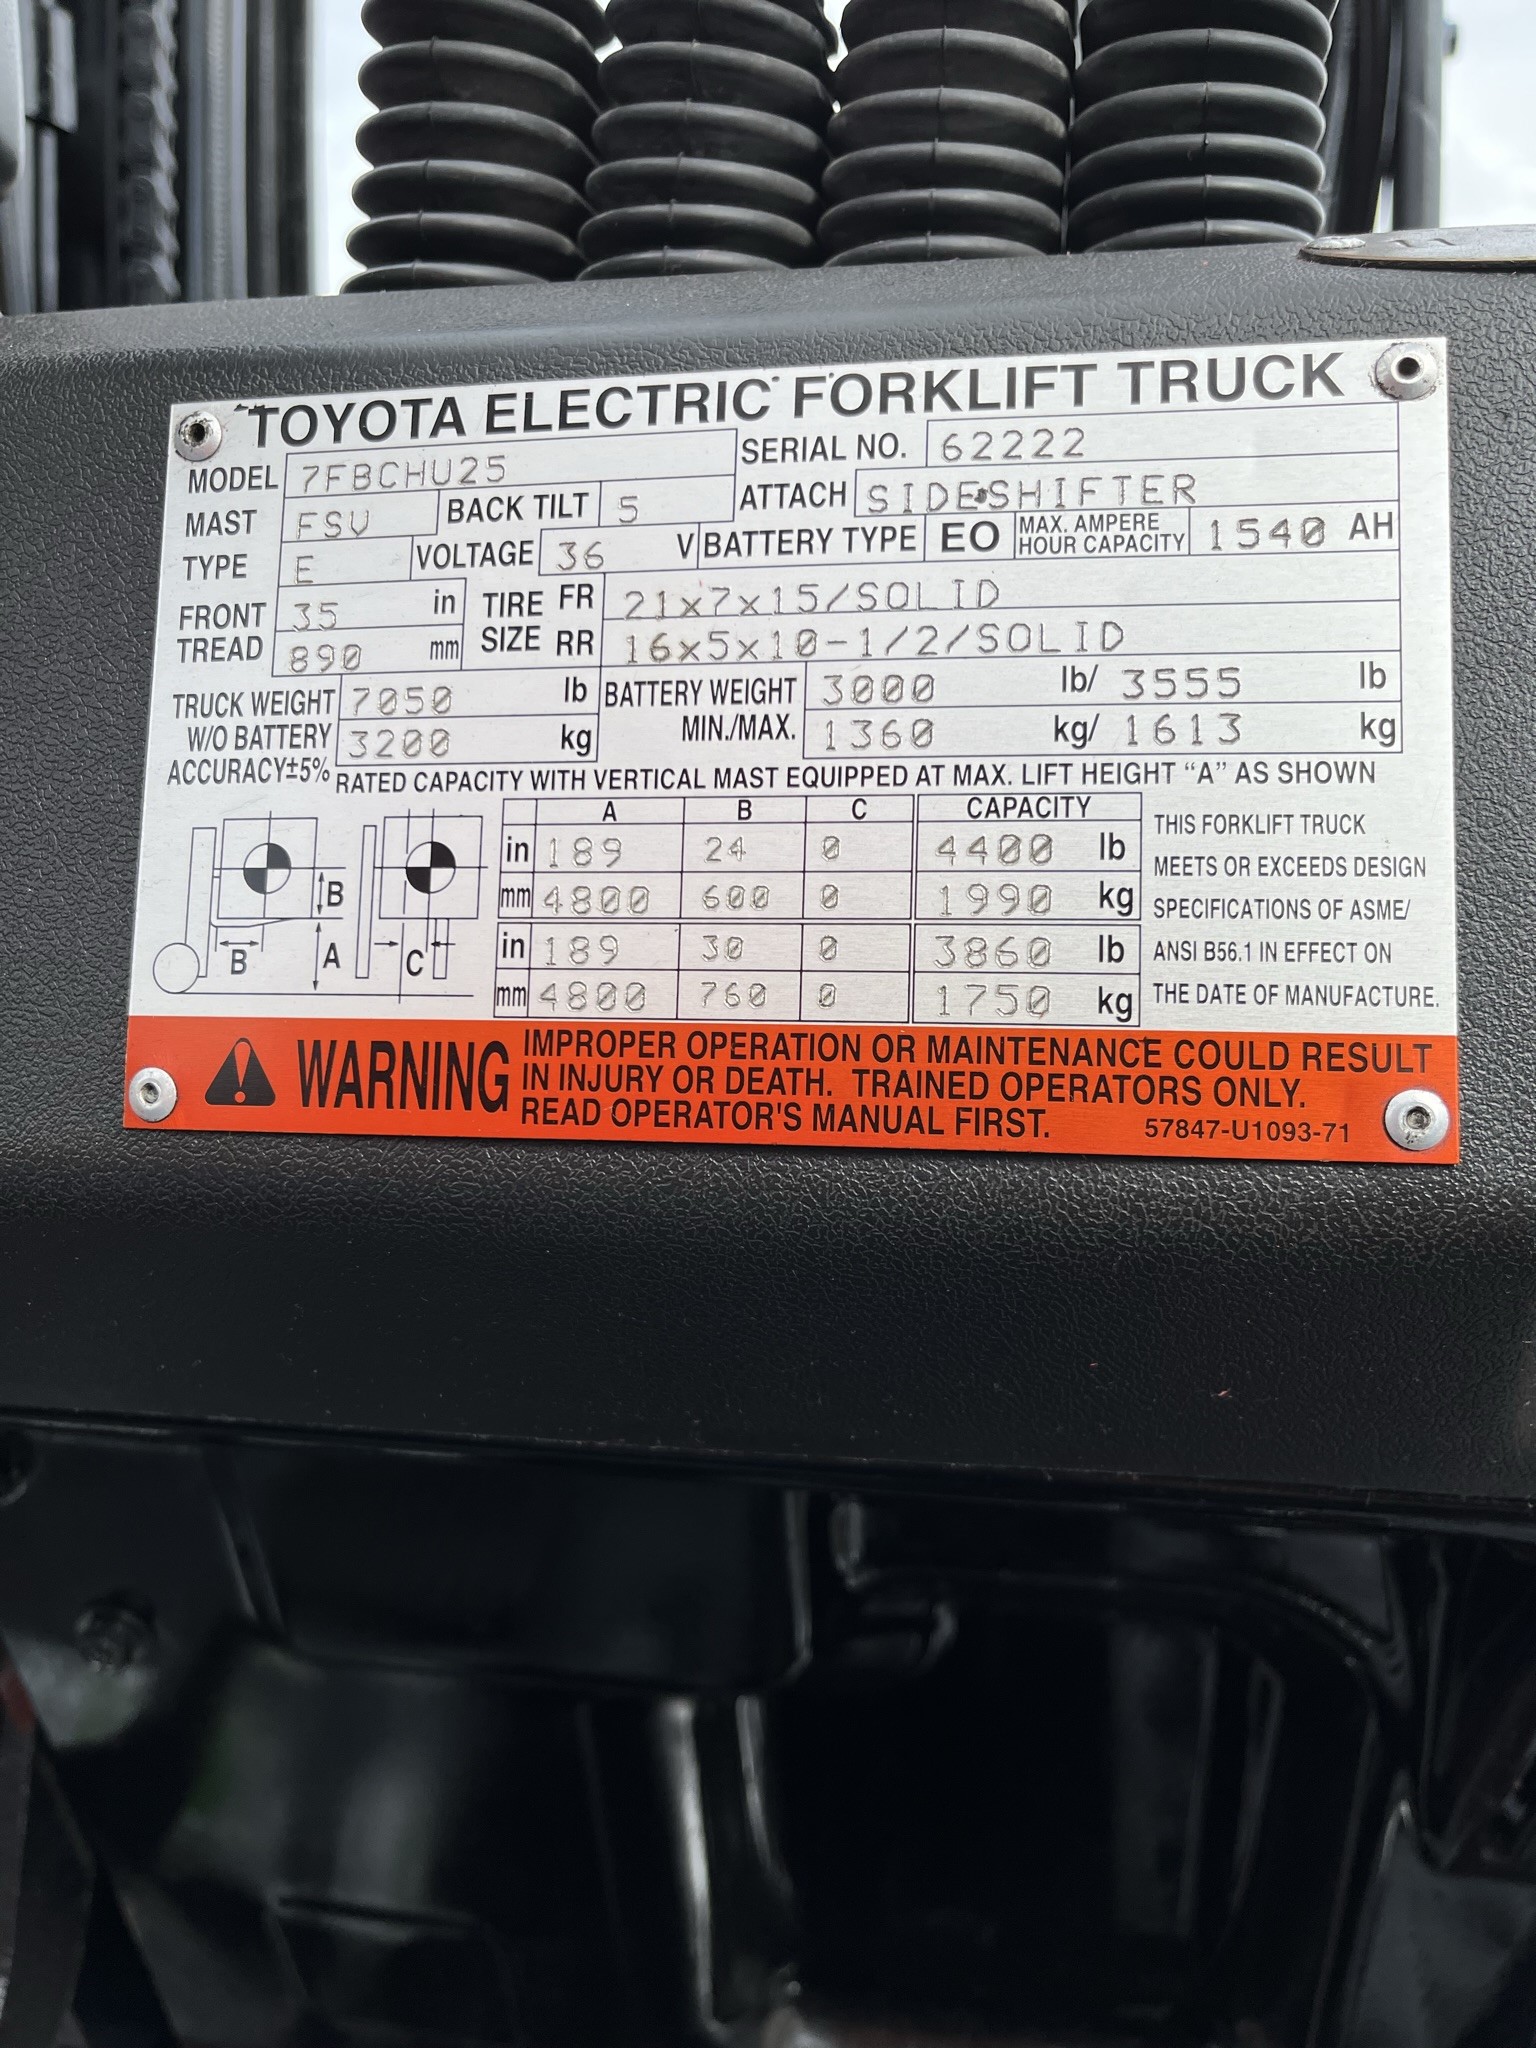 TOYOTA ELECTRIC FORKLIFT TRUCK
MODEL 7FBCHU25 SERIAL NO. 62222
MAST FSV BACK TILT 5 ATTACH SIDE-SHIFTER
TYPE E VOLTAGE 36 V BATTERY TYPE EO MAX. AMPERE HOUR CAPACITY 1540 AH
FRONT TREAD 35 in TIRE SIZE FR 21x7x15/SOLID
890 mm RR 16x5x10-1/2/SOLID
TRUCK WEIGHT W/O BATTERY ACCURACY±5% 7050 lb BATTERY WEIGHT MIN./MAX. 3000 lb/ 3555 lb
3200 kg 1360 kg/ 1613 kg
RATED CAPACITY WITH VERTICAL MAST EQUIPPED AT MAX. LIFT HEIGHT "A" AS SHOWN
A B C CAPACITY
in 189 24 0 4400 lb
mm 4800 600 0 1990 kg
in 189 30 0 3860 lb
mm 4800 760 0 1750 kg
B
B A C
THIS FORKLIFT TRUCK
MEETS OR EXCEEDS DESIGN
SPECIFICATIONS OF ASME/
ANSI B56.1 IN EFFECT ON
THE DATE OF MANUFACTURE.
WARNING
IMPROPER OPERATION OR MAINTENANCE COULD RESULT
IN INJURY OR DEATH. TRAINED OPERATORS ONLY.
READ OPERATOR'S MANUAL FIRST. 57847-U1093-71